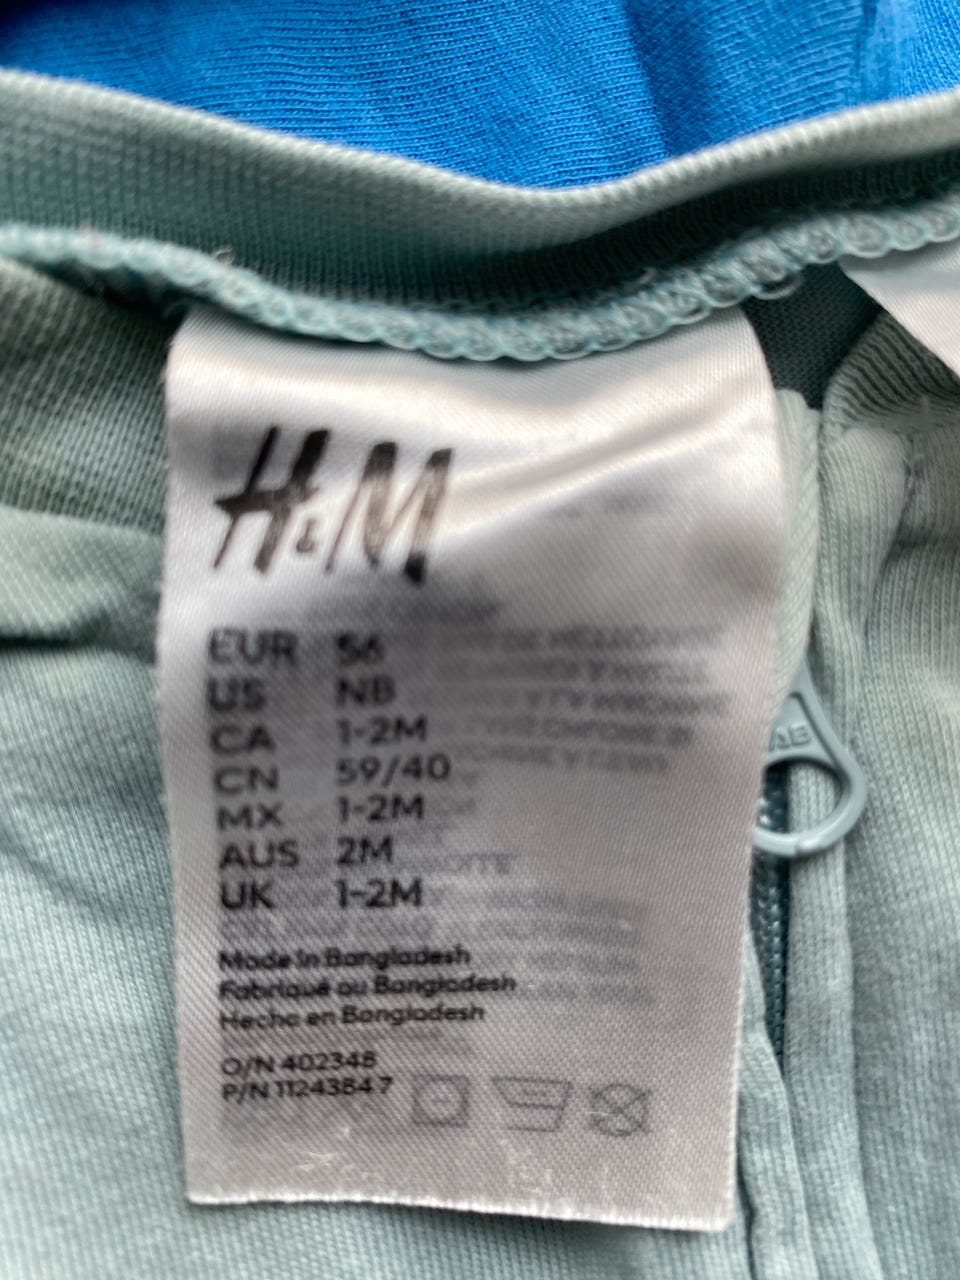 H&M
EUR 56
US NB
CA 1-2M
CN 59/40
MX 1-2M
AUS 2M
UK 1-2M
Made in Bangladesh
Fabriqué au Bangladesh
Hecho en Bangladesh
O/N 402348
P/N 11243847